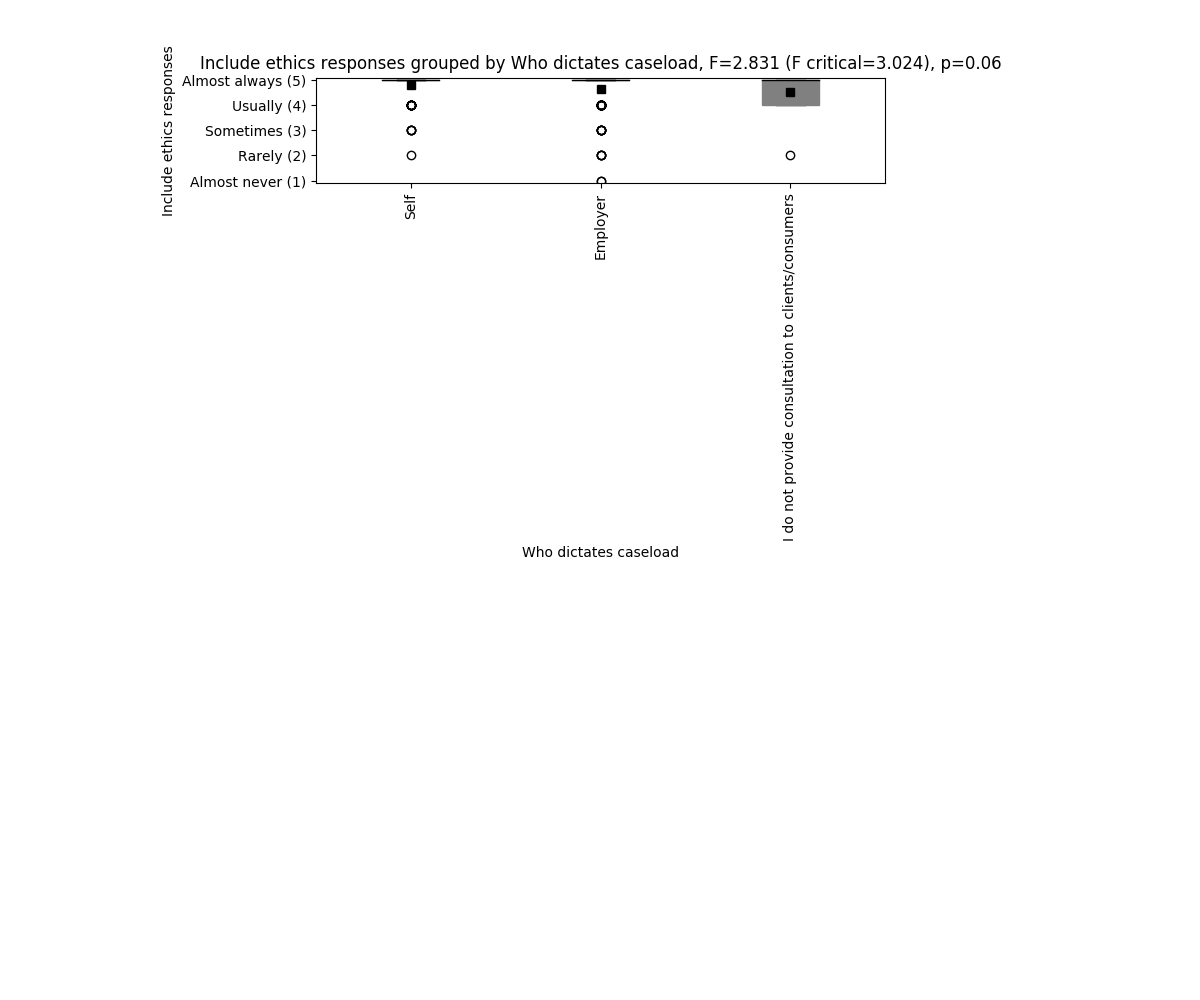 Include ethics responses grouped by Who dictates caseload, F=2.831 (F critical=3.024), p=0.06
Include ethics responses
Almost always (5)
Usually (4)
Sometimes (3)
Rarely (2)
Almost never (1)
Self
Employer
I do not provide consultation to clients/consumers
Who dictates caseload